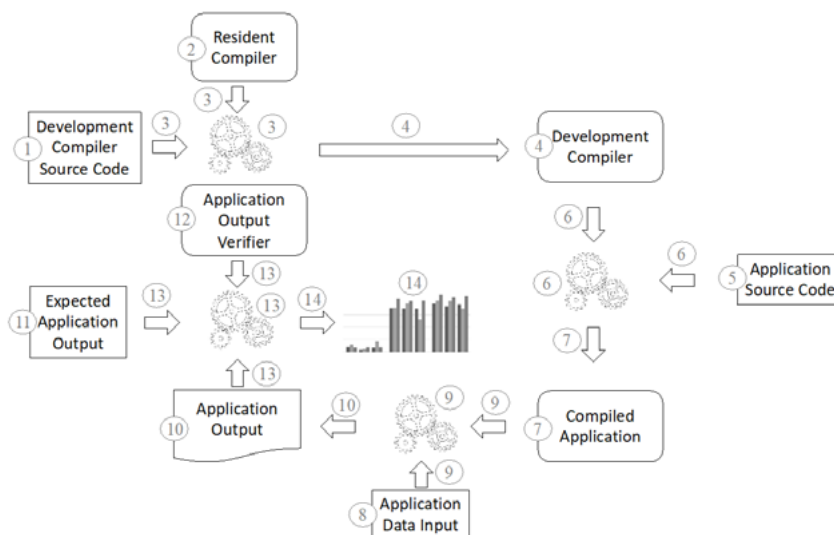 2
Resident
Compiler
3
3
3
1
Development
Compiler
Source Code
4
4
Development
Compiler
12
Application
Output
Verifier
6
6
6
5
Application
Source Code
13
13
13
14
14
11
Expected
Application
Output
7
13
10
Application
Output
10
9
9
7
Compiled
Application
9
8
Application
Data Input